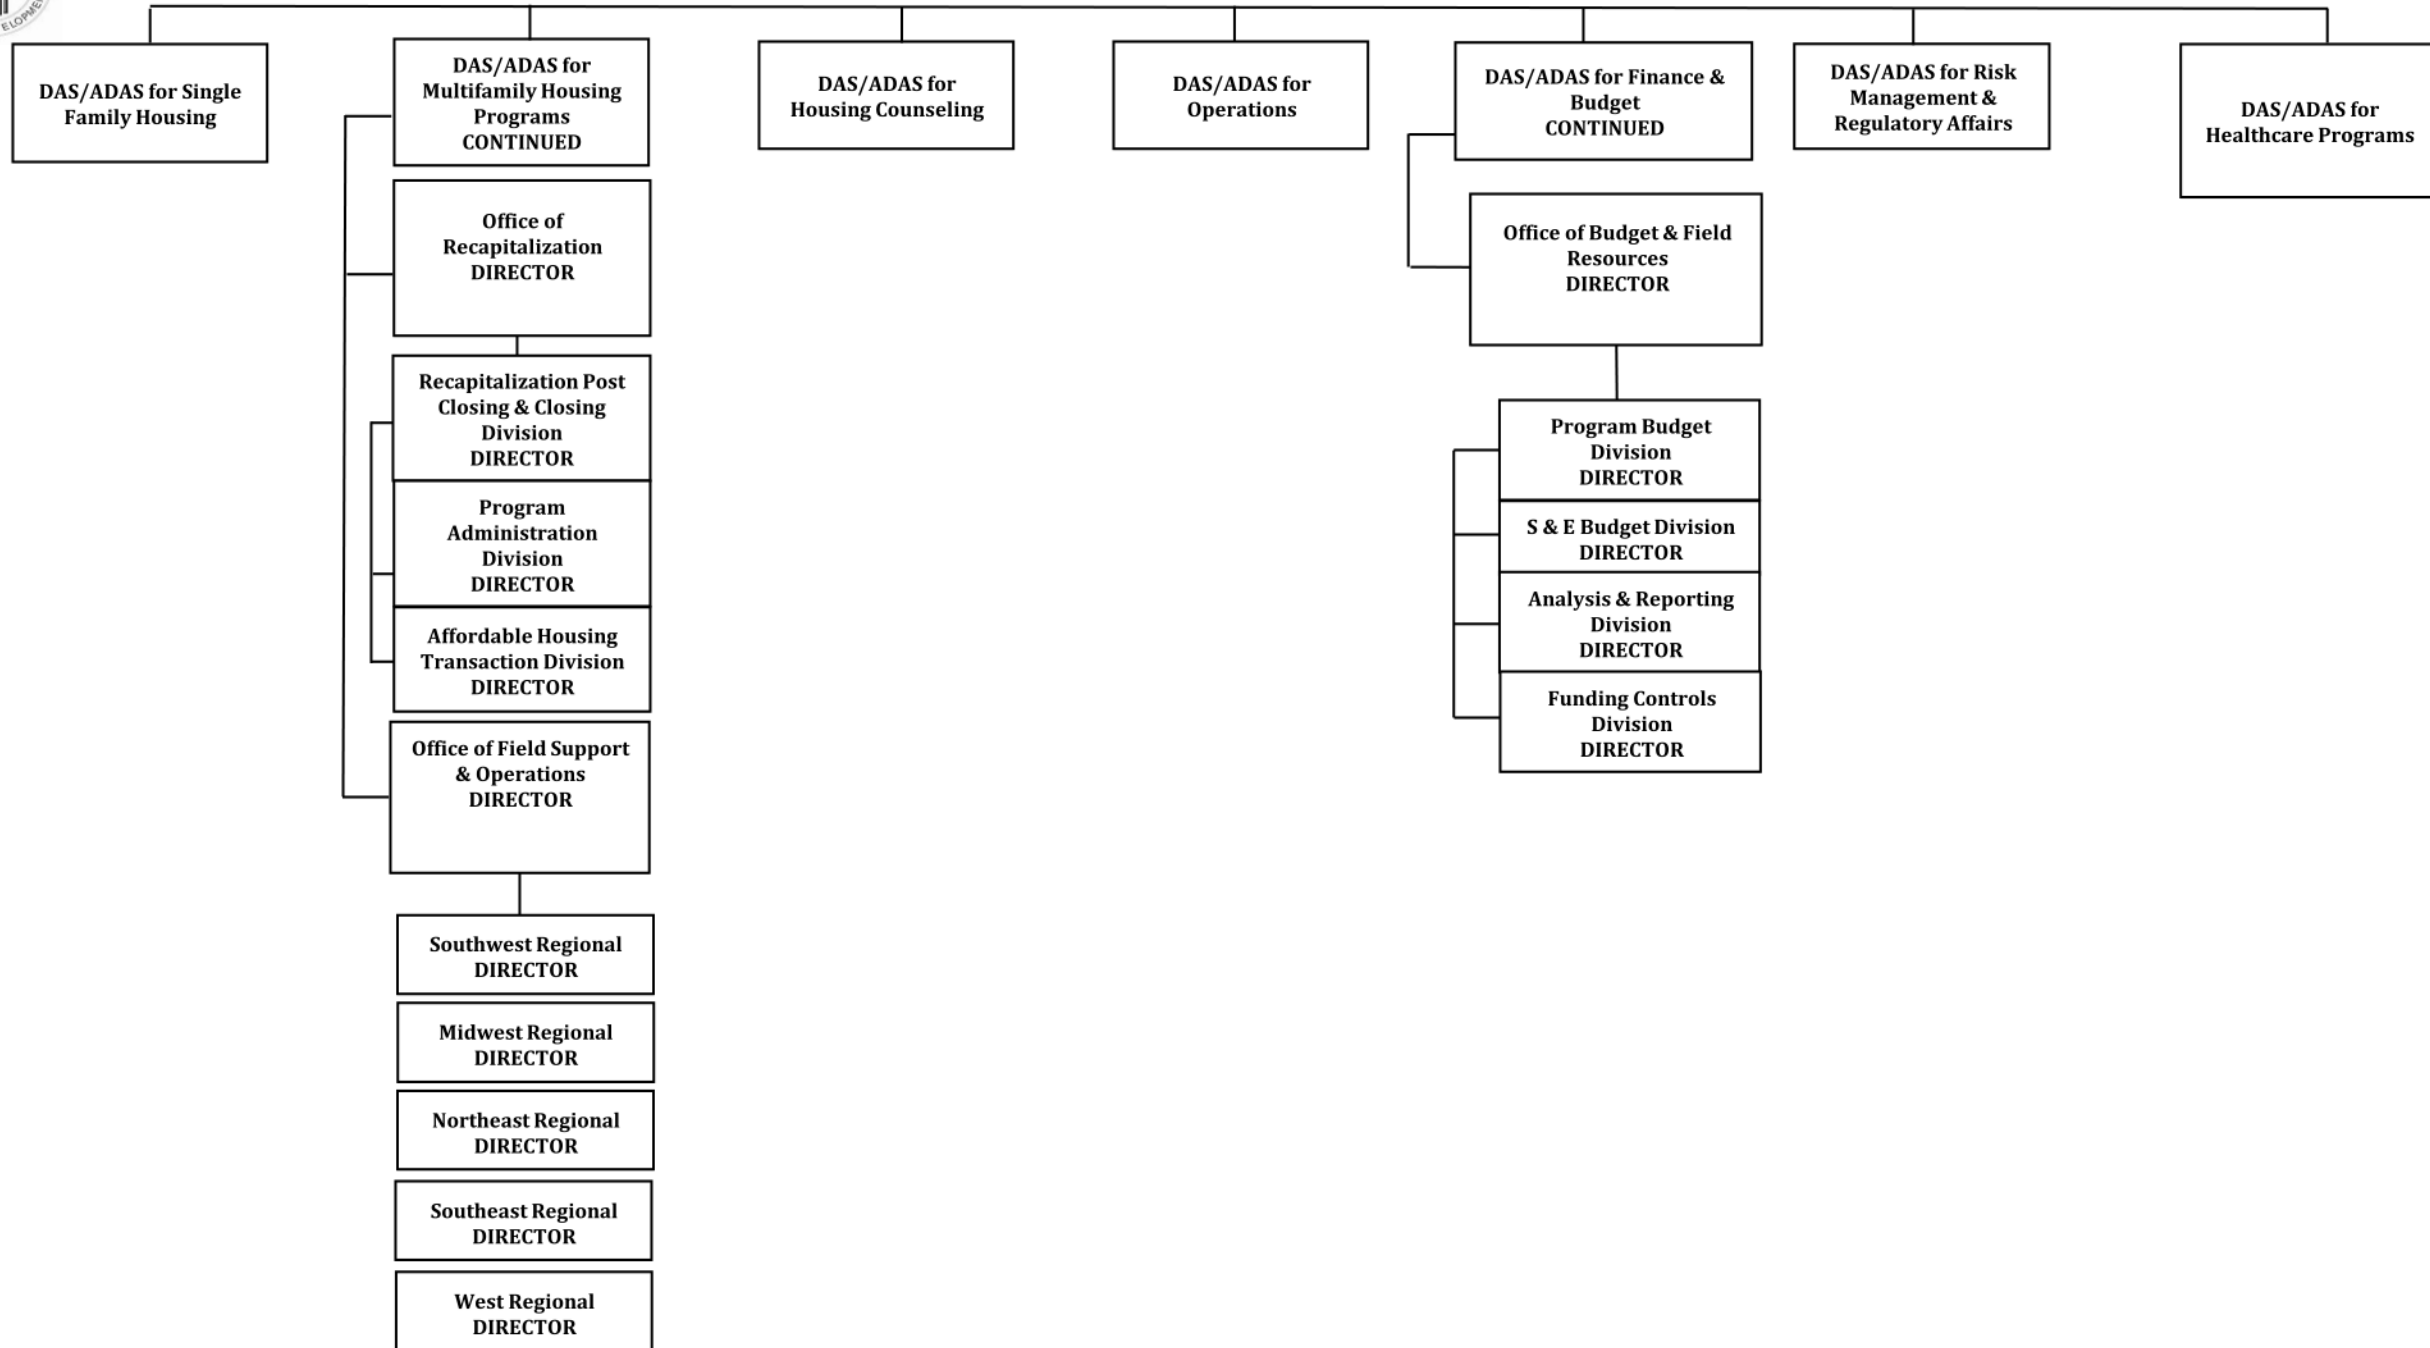 DAS/ADAS for Single
Family Housing
DAS/ADAS for
Multifamily Housing
Programs
CONTINUED
DAS/ADAS for
Housing Counseling
DAS/ADAS for
Operations
DAS/ADAS for Finance &
Budget
CONTINUED
DAS/ADAS for Risk
Management &
Regulatory Affairs
DAS/ADAS for
Healthcare Programs
Office of
Recapitalization
DIRECTOR
Recapitalization Post
Closing & Closing
Division
DIRECTOR
Program
Administration
Division
DIRECTOR
Affordable Housing
Transaction Division
DIRECTOR
Office of Field Support
& Operations
DIRECTOR
Southwest Regional
DIRECTOR
Midwest Regional
DIRECTOR
Northeast Regional
DIRECTOR
Southeast Regional
DIRECTOR
West Regional
DIRECTOR
Office of Budget & Field
Resources
DIRECTOR
Program Budget
Division
DIRECTOR
S & E Budget Division
DIRECTOR
Analysis & Reporting
Division
DIRECTOR
Funding Controls
Division
DIRECTOR